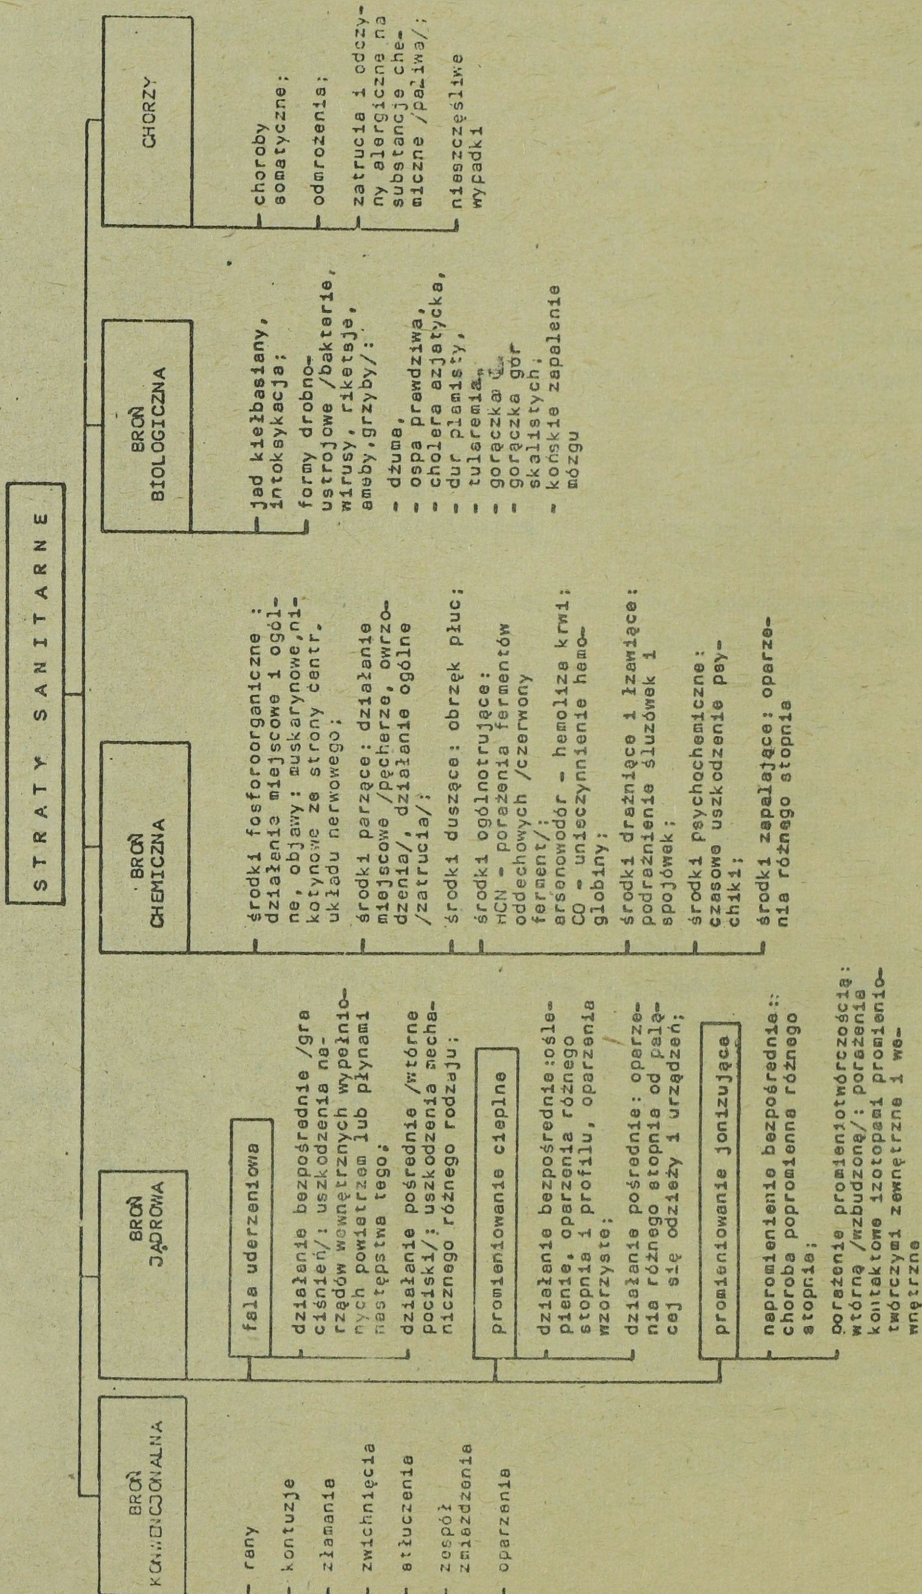 STRATY SANITARNE
BROŃ
KONWENCJONALNA
- rany
- kontuzje
- złamania
- zwichnięcia
- stłuczenia
- zespół
zmiażdżenia
- oparzenia
BROŃ
JĄDROWA
fala uderzeniowa
działanie bezpośrednie /gra
ciśnień/: uszkodzenia na-
rządów wewnętrznych wypełnio-
nych powietrzem lub płynami
następstwa tego;
działanie pośrednie /wtórne
pociski/: uszkodzenia mecha-
nicznego różnego rodzaju;
promieniowanie cieplne
działanie bezpośrednie:ośle-
pienie, oparzenia różnego
stopnia i profilu, oparzenia
wzorzyste;
działanie pośrednie: oparze-
nia różnego stopnia od palą-
cej się odzieży i urządzeń;
promieniowanie jonizujące
napromienienie bezpośrednie::
choroba popromienna różnego
stopnia;
porażenie promieniotwórczością:
wtórną /wzbudzoną/: porażenia
kontaktowe izotopami promienio-
twórczymi zewnętrzne i we-
wnętrzne
BROŃ
CHEMICZNA
środki fosforoorganiczne :
działanie miejscowe i ogól-
ne, objawy: muskarynowe,ni-
kotynowe ze strony centr.
układu nerwowego;
środki parzące: działanie
miejscowe /pęcherze, owrzo-
dzenia/, działanie ogólne
/zatrucia/;
środki duszące: obrzęk płuc;
środki ogólnotrujące:
HCN - porażenia fermentów
oddechowych /czerwony
ferment/;
arsenowodór - hemoliza krwi;
CO - unieczynnienie hemo-
globiny;
środki drażniące i łzawiące:
podrażnienie śluzówek i
spojówek;
środki psychochemiczne:
czasowe uszkodzenie psy-
chiki;
środki zapalające: oparze-
nia różnego stopnia
BROŃ
BIOLOGICZNA
jad kiełbasiany,
intoksykacja;
formy drobno-
ustrojowe /bakterie,
wirusy, riketsje,
ameby,grzyby/:
- dżuma,
- ospa prawdziwa,
- cholera azjatycka,
- dur plamisty,
- tularemia,
- gorączka
- gorączka gór
skalistych;
- końskie zapalenie
mózgu
CHORZY
choroby
somatyczne;
odmrożenia;
zatrucia i odczy-
ny alergiczne na
substancje che-
miczne /paliwa/;
nieszczęśliwe
wypadki